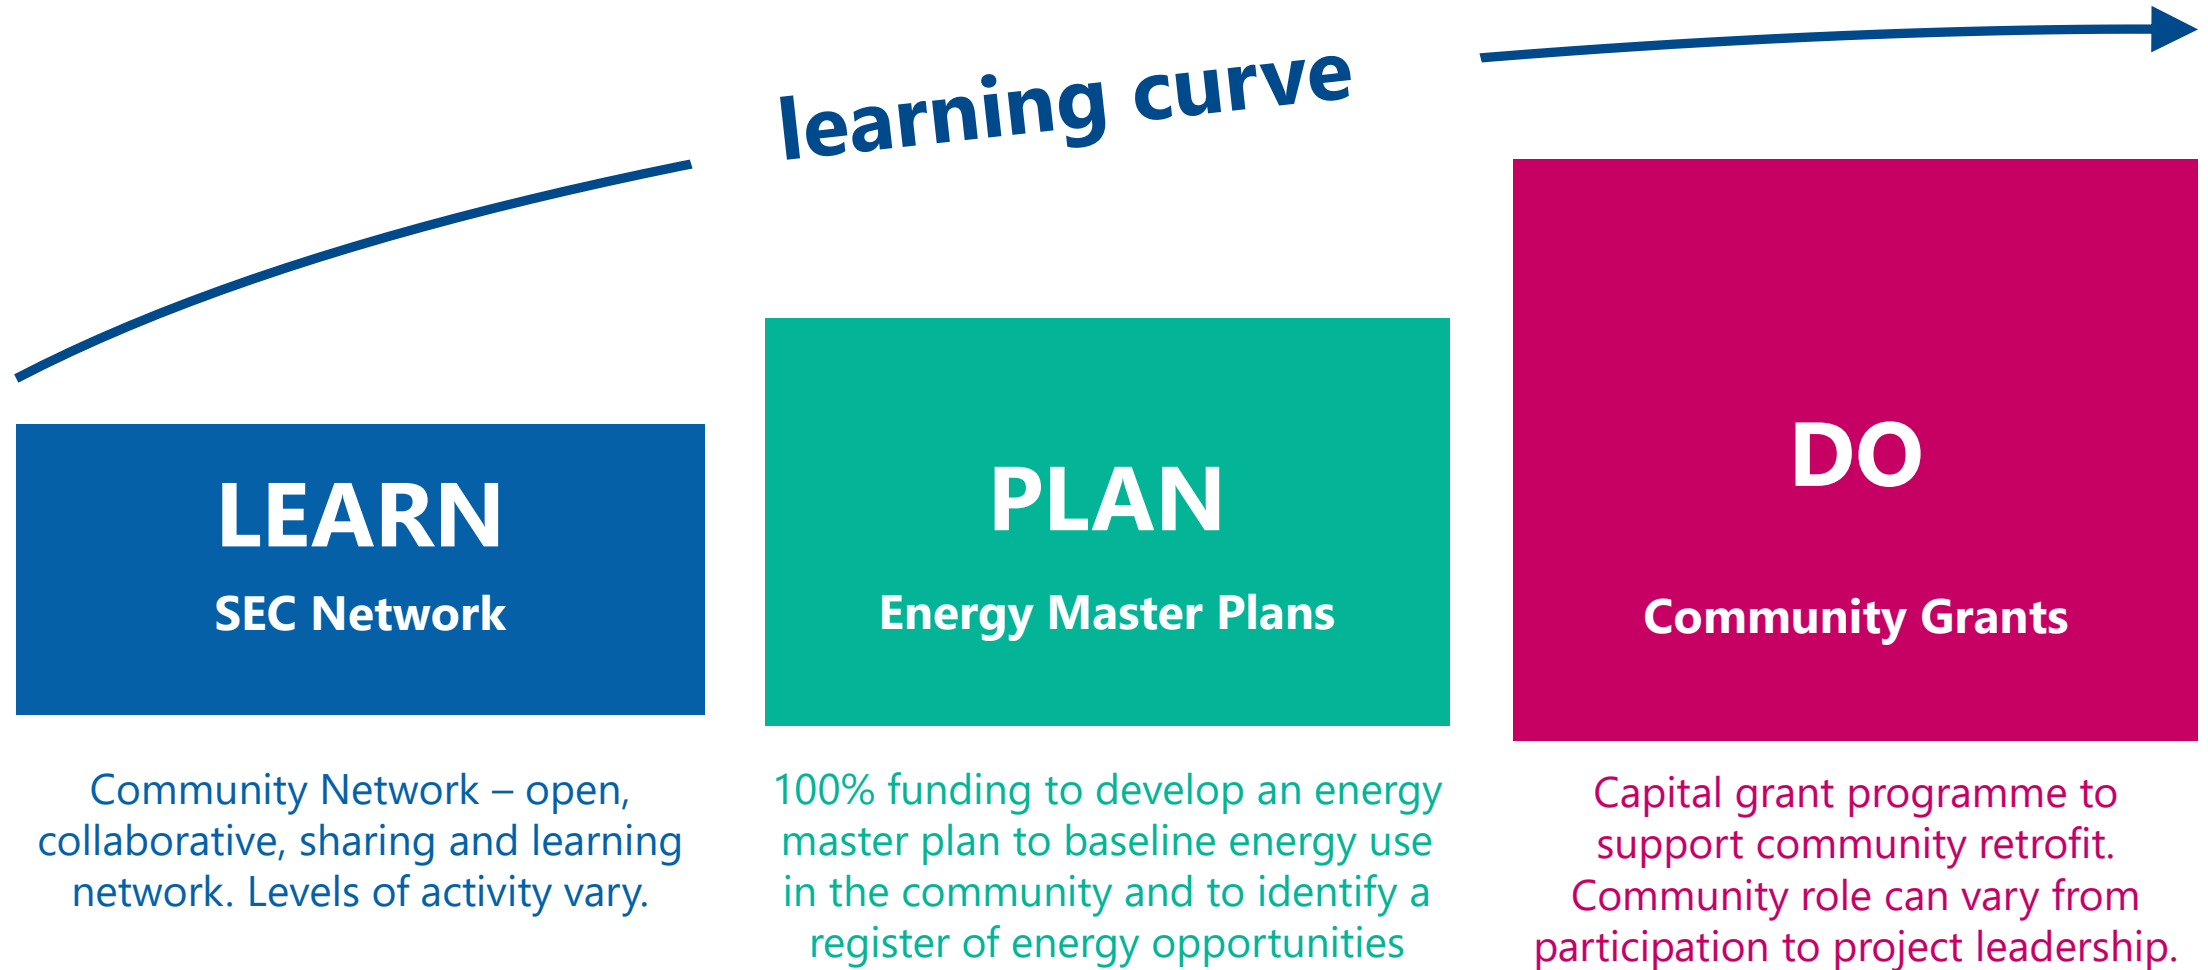 learning curve
LEARN
SEC Network
Community Network – open,
collaborative, sharing and learning
network. Levels of activity vary.
PLAN
Energy Master Plans
100% funding to develop an energy
master plan to baseline energy use
in the community and to identify a
register of energy opportunities
DO
Community Grants
Capital grant programme to
support community retrofit.
Community role can vary from
participation to project leadership.